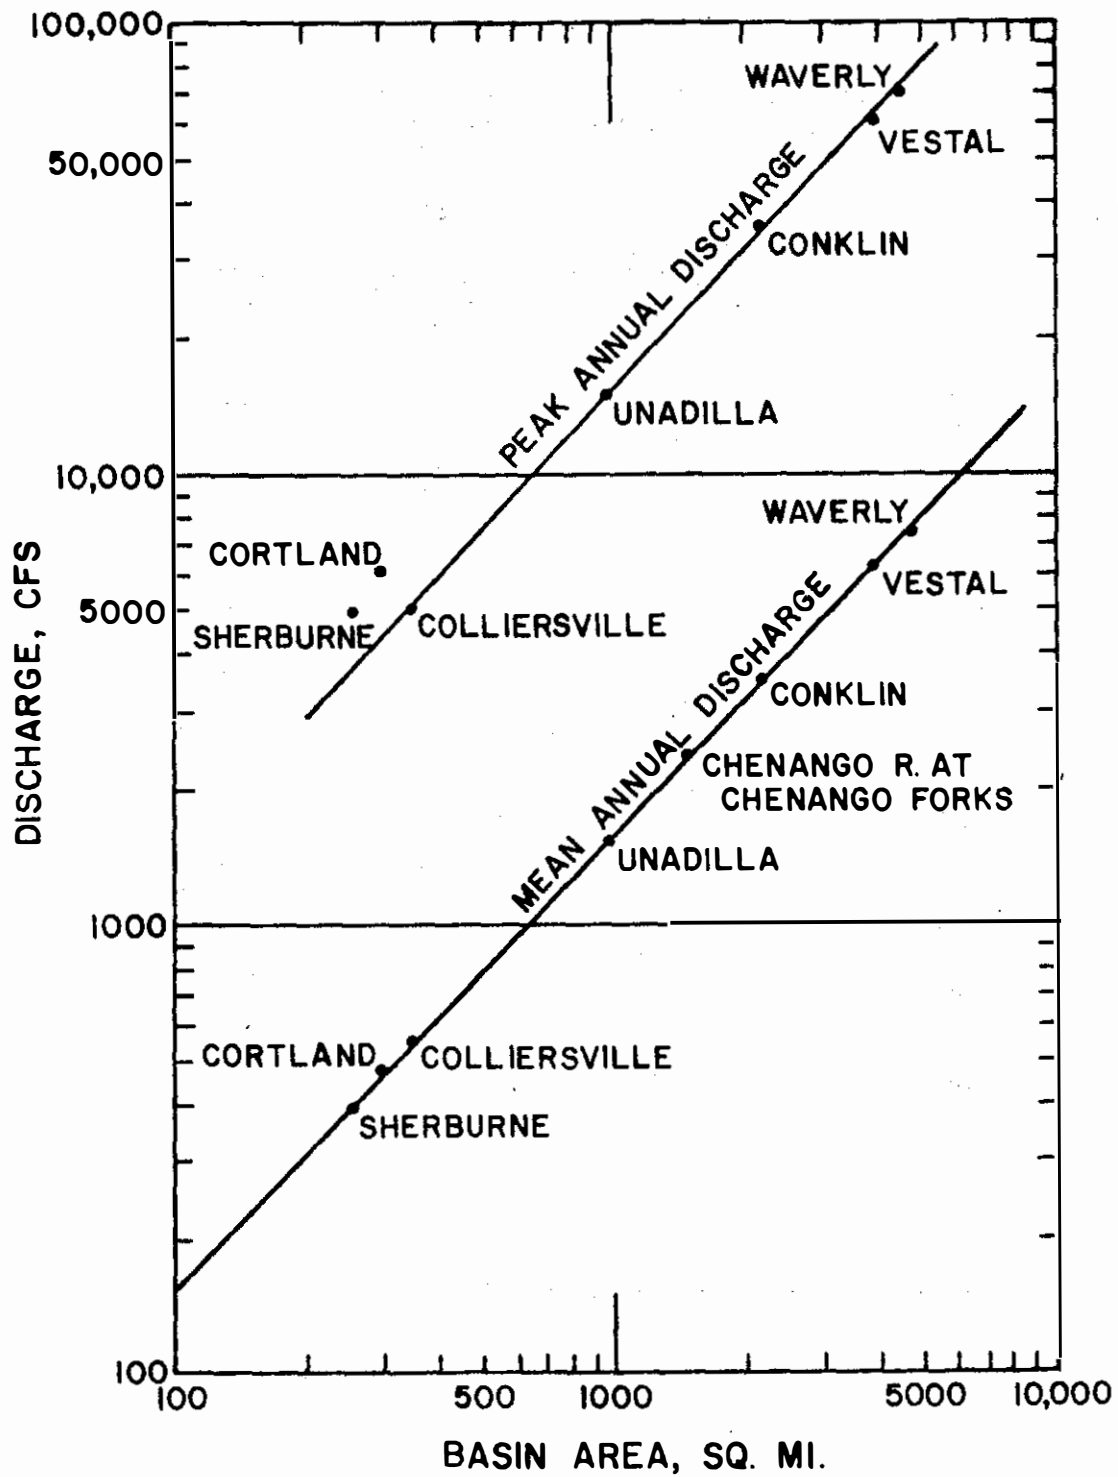 100,000
WAVERLY
VESTAL
50,000
PEAK ANNUAL DISCHARGE
CONKLIN
UNADILLA
10,000
WAVERLY
CORTLAND
VESTAL
5000
SHERBURNE
COLLIERSVILLE
MEAN ANNUAL DISCHARGE
CONKLIN
CHENANGO R. AT
CHENANGO FORKS
UNADILLA
1000
CORTLAND
COLLIERSVILLE
SHERBURNE
100
DISCHARGE, CFS
100
500
1000
5000
10,000
BASIN AREA, SQ. MI.